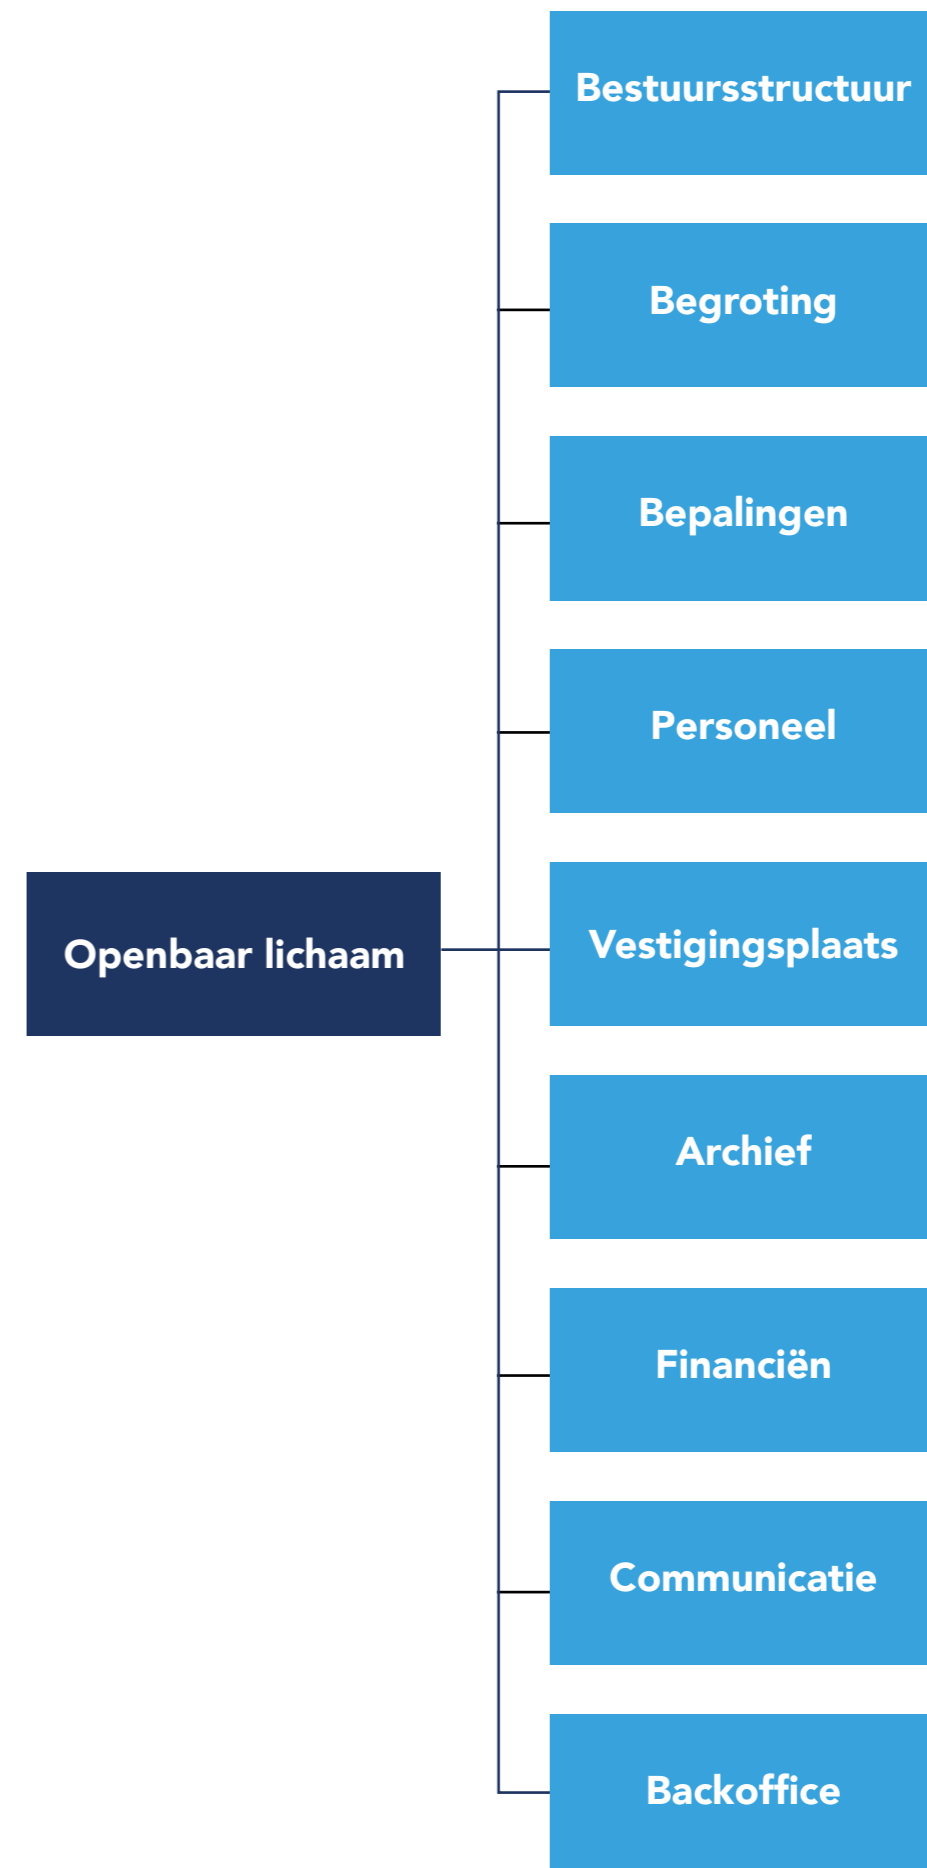 Bestuursstructuur
Begroting
Bepalingen
Personeel
Openbaar lichaam
Vestigingsplaats
Archief
Financiën
Communicatie
Backoffice